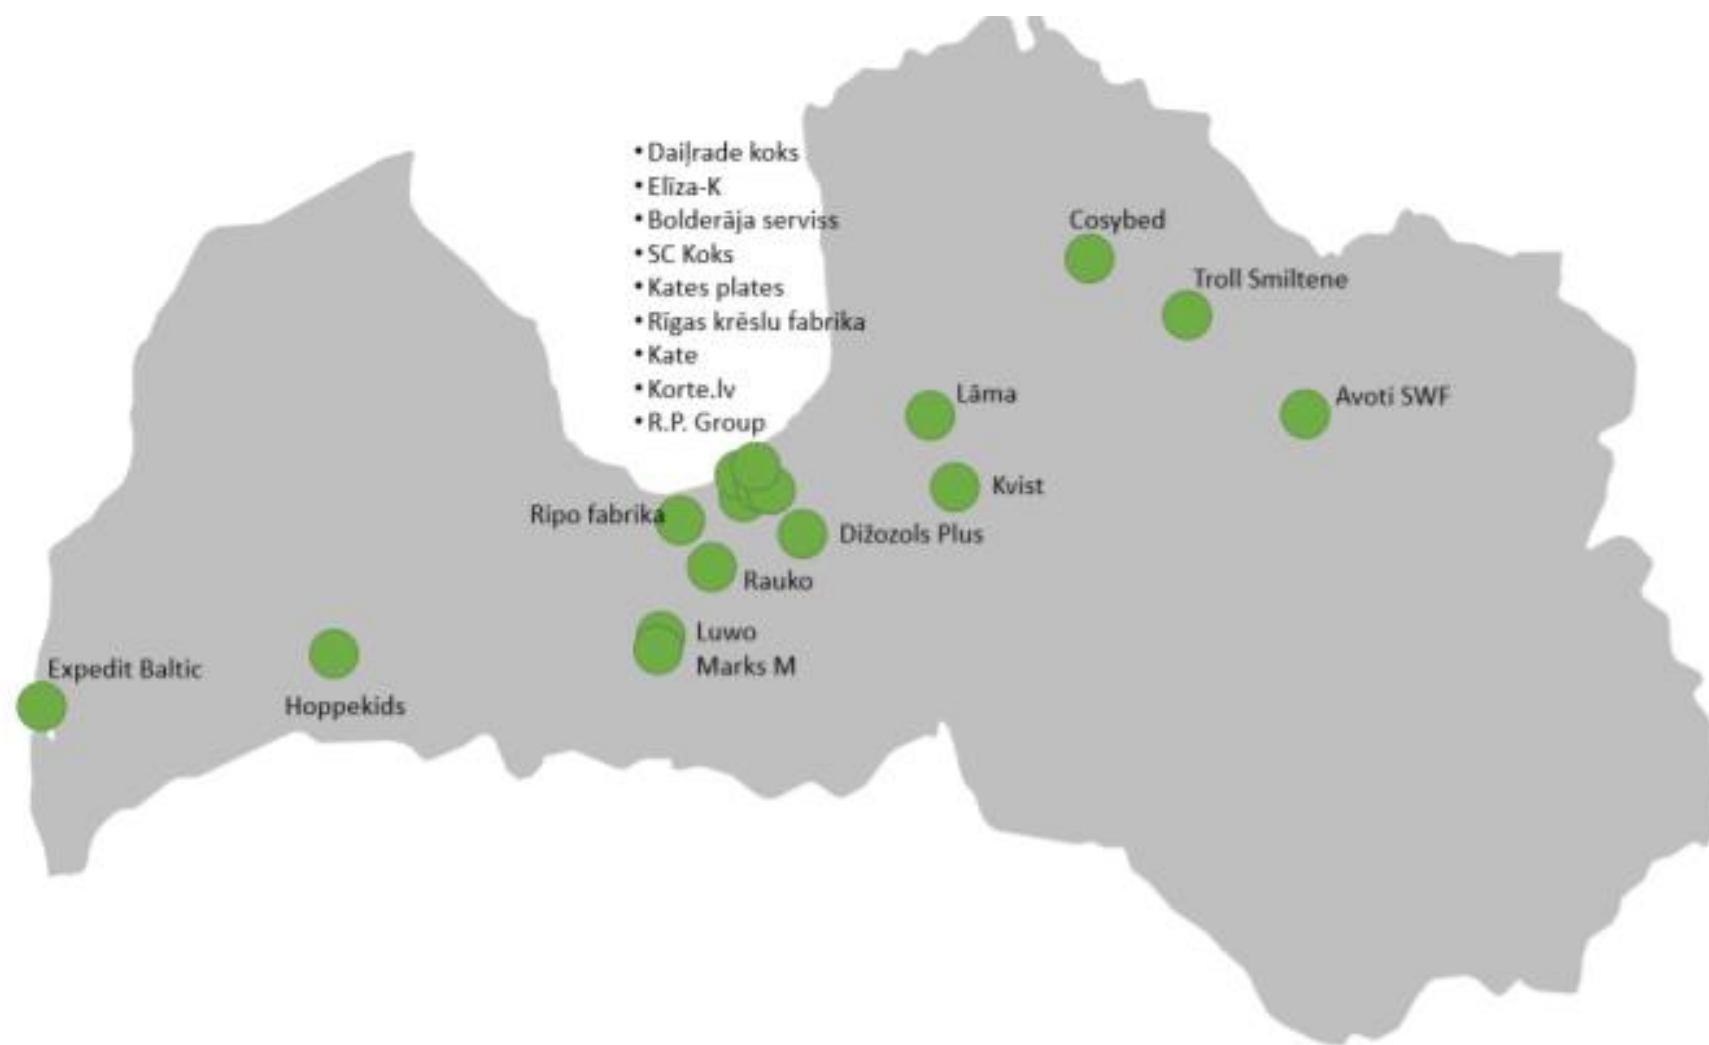 • Daiļrade koks
• Elīza-K
• Bolderāja serviss
• SC Koks
• Kates plates
• Rīgas krēslu fabrika
• Kate
• Korte.lv
• R.P. Group
Cosybed
Troll Smiltene
Lāma
Avoti SWF
Kvist
Ripo fabrika
Dižozols Plus
Rauko
Luwo
Marks M
Expedit Baltic
Hoppekids